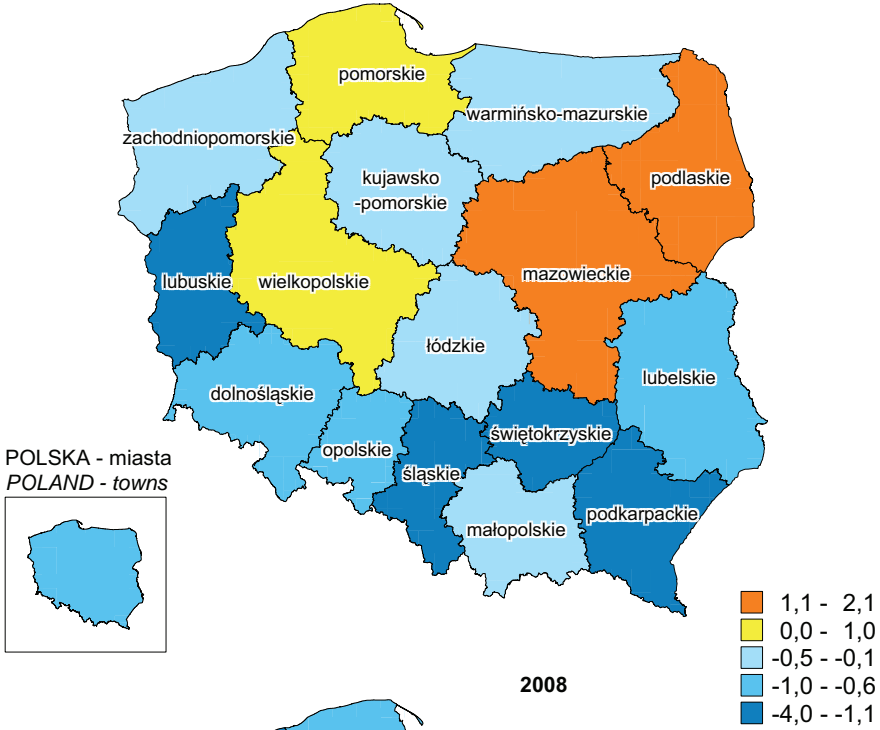 pomorskie
warmińsko-mazurskie
zachodniopomorskie
kujawsko
-pomorskie
podlaskie
lubuskie
wielkopolskie
mazowieckie
łódzkie
lubelskie
dolnośląskie
opolskie
świętokrzyskie
śląskie
podkarpackie
małopolskie
POLSKA - miasta
POLAND - towns
1,1 - 2,1
0,0 - 1,0
-0,5 - -0,1
-1,0 - -0,6
-4,0 - -1,1
2008